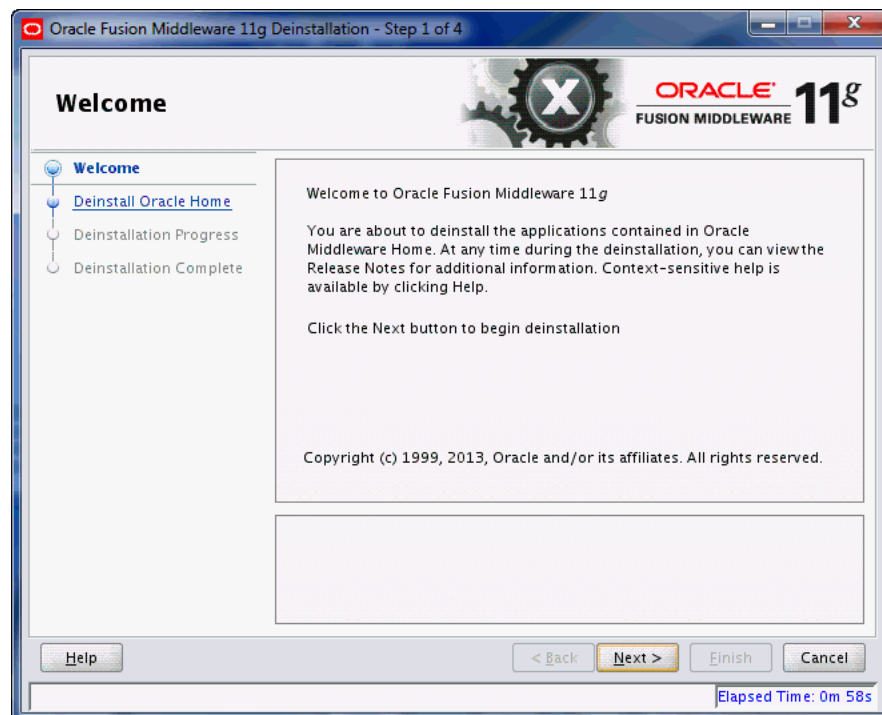 Oracle Fusion Middleware 11g Deinstallation - Step 1 of 4
Welcome
ORACLE®
FUSION MIDDLEWARE 11g
Welcome
Deinstall Oracle Home
Deinstallation Progress
Deinstallation Complete
Welcome to Oracle Fusion Middleware 11g
You are about to deinstall the applications contained in Oracle
Middleware Home. At any time during the deinstallation, you can view the
Release Notes for additional information. Context-sensitive help is
available by clicking Help.
Click the Next button to begin deinstallation
Copyright (c) 1999, 2013, Oracle and/or its affiliates. All rights reserved.
Help
< Back
Next >
Finish
Cancel
Elapsed Time: 0m 58s